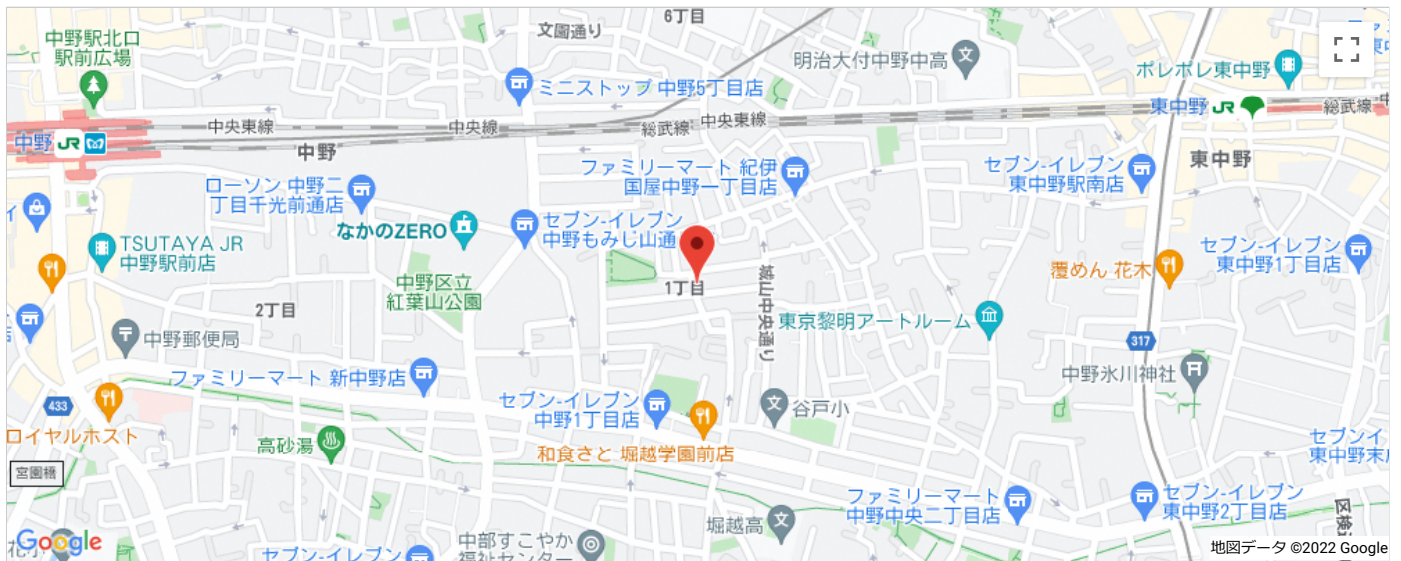 6丁目
文園通り
中野駅北口
駅前広場
明治大付中野中高
ポレポレ東中野
ミニストップ 中野5丁目店
東中野 JR
総武線
中央東線
中央線
総武線
中央東線
中野 JR
中野
東中野
ファミリーマート 紀伊
国屋中野一丁目店
セブン-イレブン
東中野駅南店
ローソン 中野二
丁目千光前通店
なかのZERO
セブン-イレブン
中野もみじ山通
TSUTAYA JR
中野駅前店
セブン-イレブン
東中野1丁目店
覆めん 花木
中野区立
紅葉山公園
1丁目
城山中央通り
2丁目
東京黎明アートルーム
中野郵便局
317
ファミリーマート 新中野店
中野氷川神社
433
セブン-イレブン
中野1丁目店
谷戸小
ロイヤルホスト
高砂湯
和食さと 堀越学園前店
セブンイ
東中野末
宮園橋
ファミリーマート
中野中央二丁目店
セブン-イレブン
東中野2丁目店
堀越高
区検
Google
中部すこやか
福祉センター
セブン-イレブン
地図データ ©2022 Google